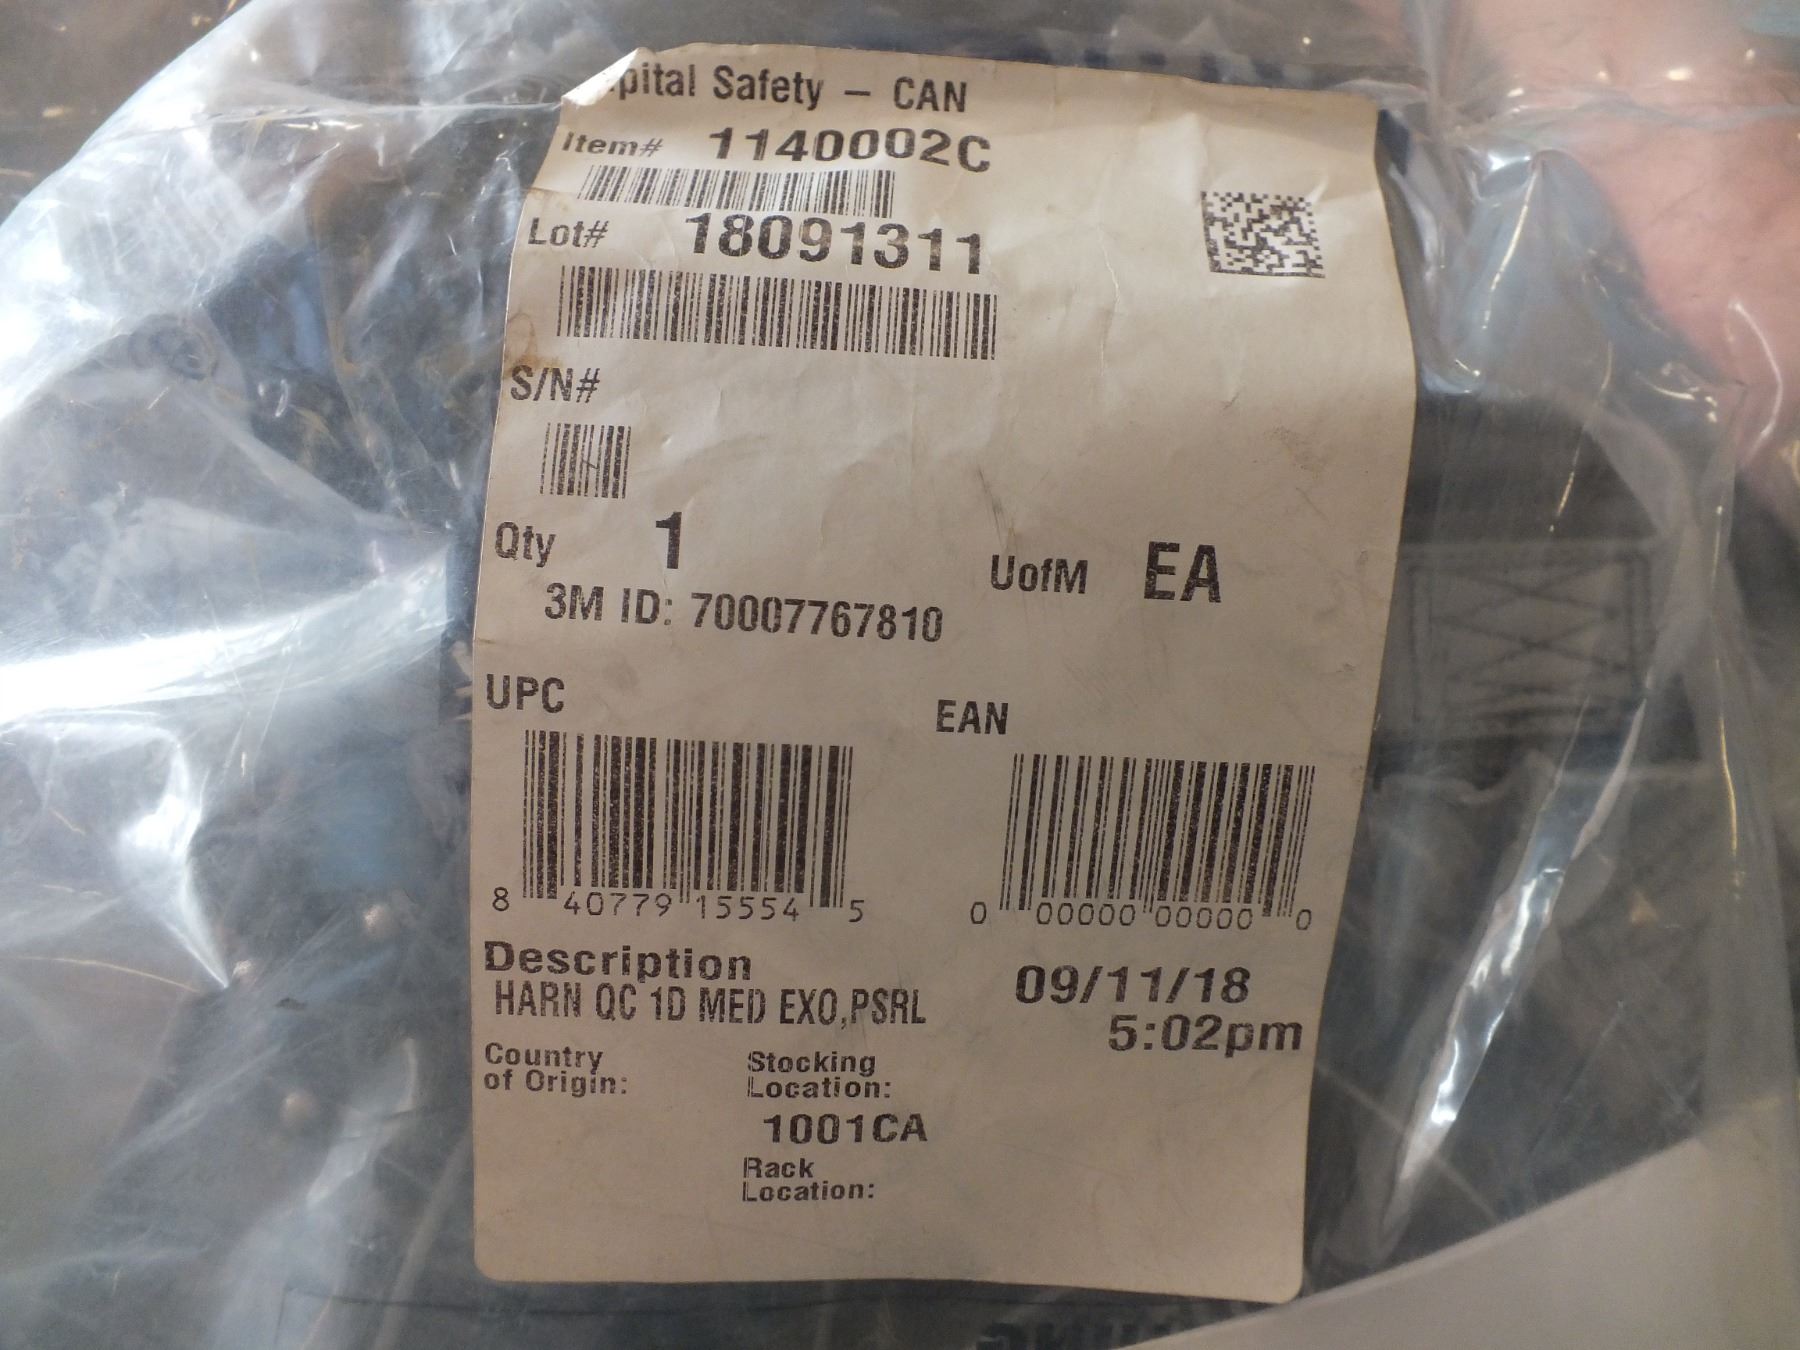 pital Safety – CAN
Item# 1140002C
Lot# 18091311
S/N#
Qty 1 UofM EA
3M ID: 70007767810
UPC EAN
8 40779 15554 5 0 00000 00000 0
Description 09/11/18
HARN QC 1D MED EXO,PSRL 5:02pm
Country of Origin:
Stocking Location:
1001CA
Rack Location: